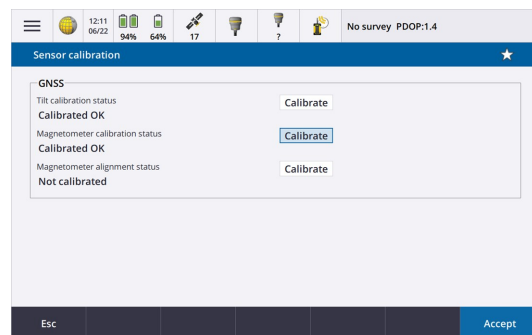 12:11
06/22
94%
64%
17
?
No survey PDOP:1.4
Sensor calibration
GNSS
Tilt calibration status
Calibrate
Calibrated OK
Magnetometer calibration status
Calibrate
Calibrated OK
Magnetometer alignment status
Calibrate
Not calibrated
Esc
Accept